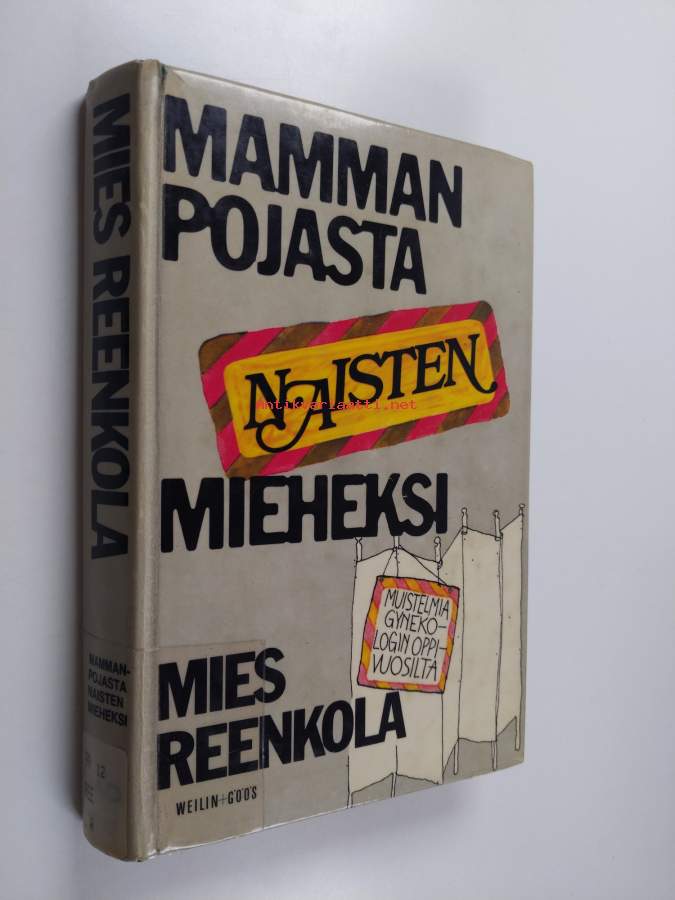 MAMMAN
POJASTA
NAISTEN
Antikvariaatti.net
MIEHEKSI
MUISTELMIA
GYNEKO-
LOGIN OPPI-
VUOSILTA
MIES
REENKOLA
WEILIN+GÖÖS
MIES REENKOLA
MAMMAN-
POJASTA
NAISTEN
MIEHEKSI
12